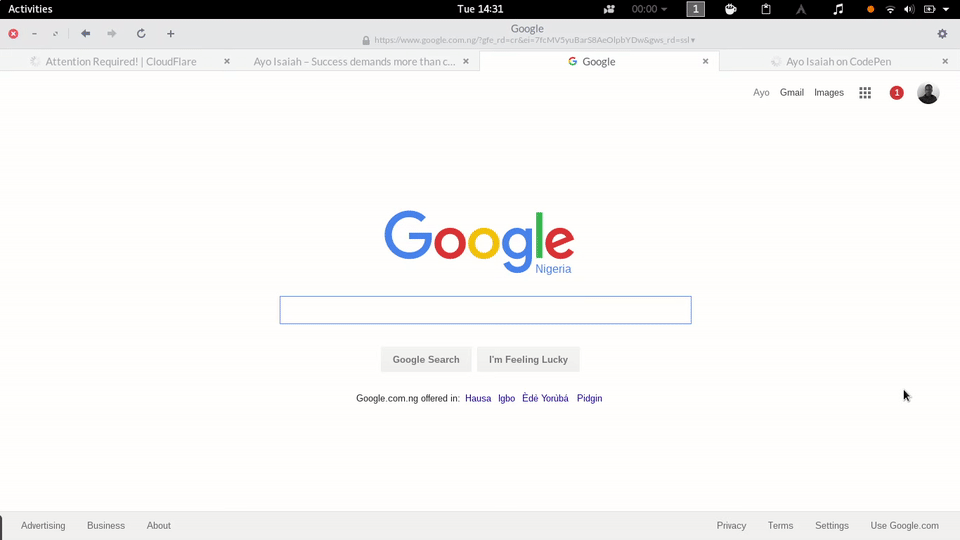 Activities Tue 14:31 00:00 1
Google
https://www.google.com.ng/?gfe_rd=cr&ei=7fcMV5yuBarS8AeOlpbYDw&gws_rd=ssl
Attention Required! | CloudFlare Ayo Isaiah – Success demands more than c... Google Ayo Isaiah on CodePen
Ayo Gmail Images 1
Google
Nigeria
Google Search I'm Feeling Lucky
Google.com.ng offered in: Hausa Igbo Èdè Yorùbá Pidgin
Advertising Business About Privacy Terms Settings Use Google.com